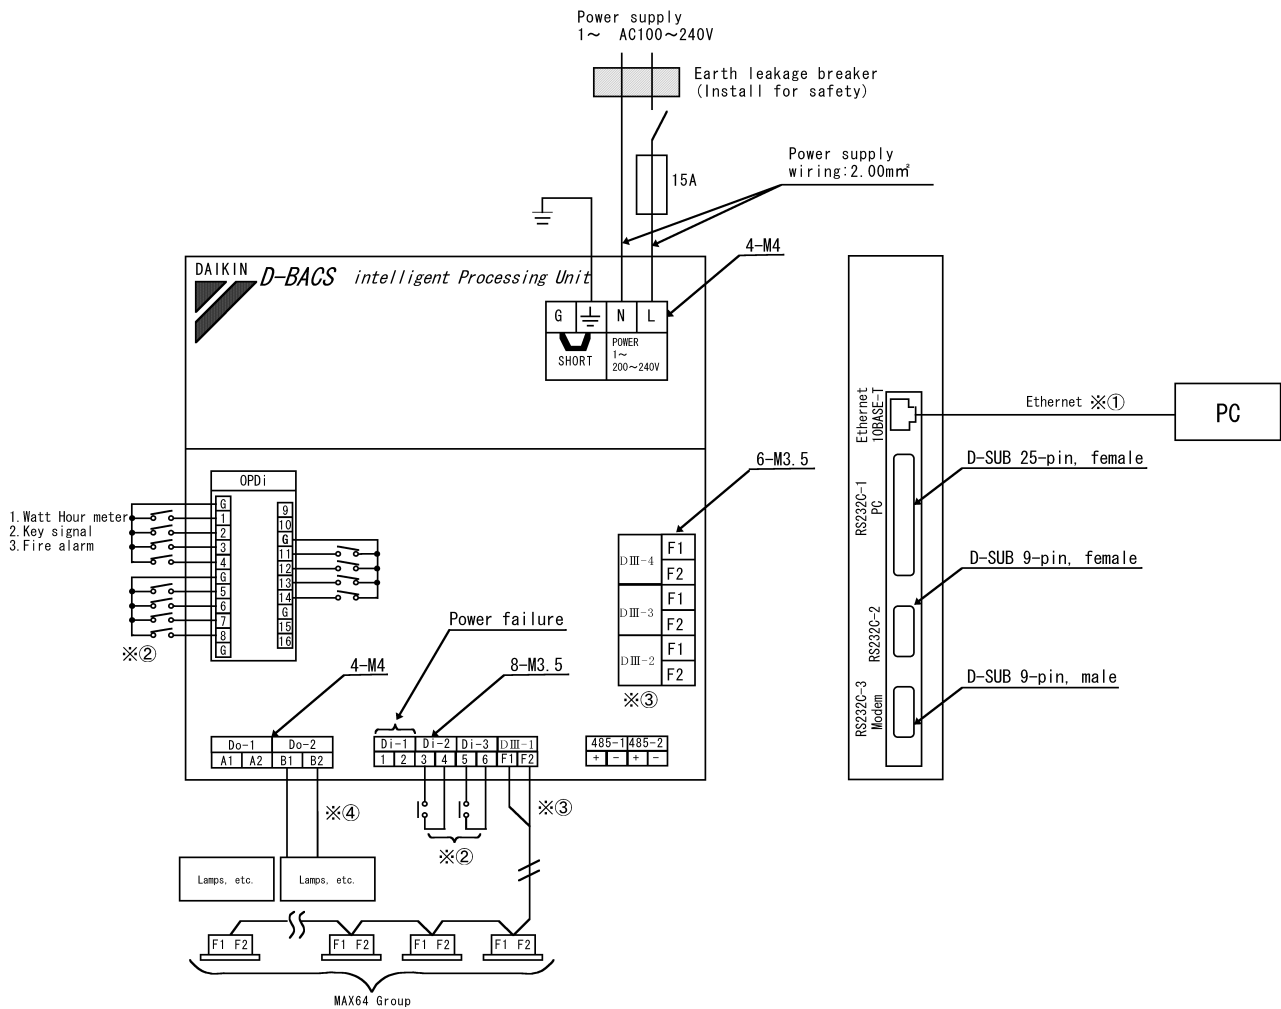 Power supply
1～ AC100～240V
Earth leakage breaker
(Install for safety)
Power supply
wiring:2.00mm²
15A
4-M4
DAIKIN
D-BACS intelligent Processing Unit
G ⏚ N L
SHORT
POWER
1～
200～240V
Ethernet
10BASE-T
Ethernet ※①
PC
D-SUB 25-pin, female
RS232C-1
PC
D-SUB 9-pin, female
RS232C-2
D-SUB 9-pin, male
RS232C-3
Modem
6-M3.5
OPDi
G
1
2
3
4
G
5
6
7
8
G
9
10
G
11
12
13
14
G
15
16
1.Watt Hour meter
2.Key signal
3.Fire alarm
※②
DⅢ-4
F1
F2
DⅢ-3
F1
F2
DⅢ-2
F1
F2
※③
Power failure
4-M4
8-M3.5
Do-1 Do-2
A1 A2 B1 B2
Di-1 Di-2 Di-3 DⅢ-1
1 2 3 4 5 6 F1 F2
485-1 485-2
+ - + -
※④
※③
※②
Lamps, etc.
Lamps, etc.
F1 F2
F1 F2
F1 F2
F1 F2
MAX64 Group